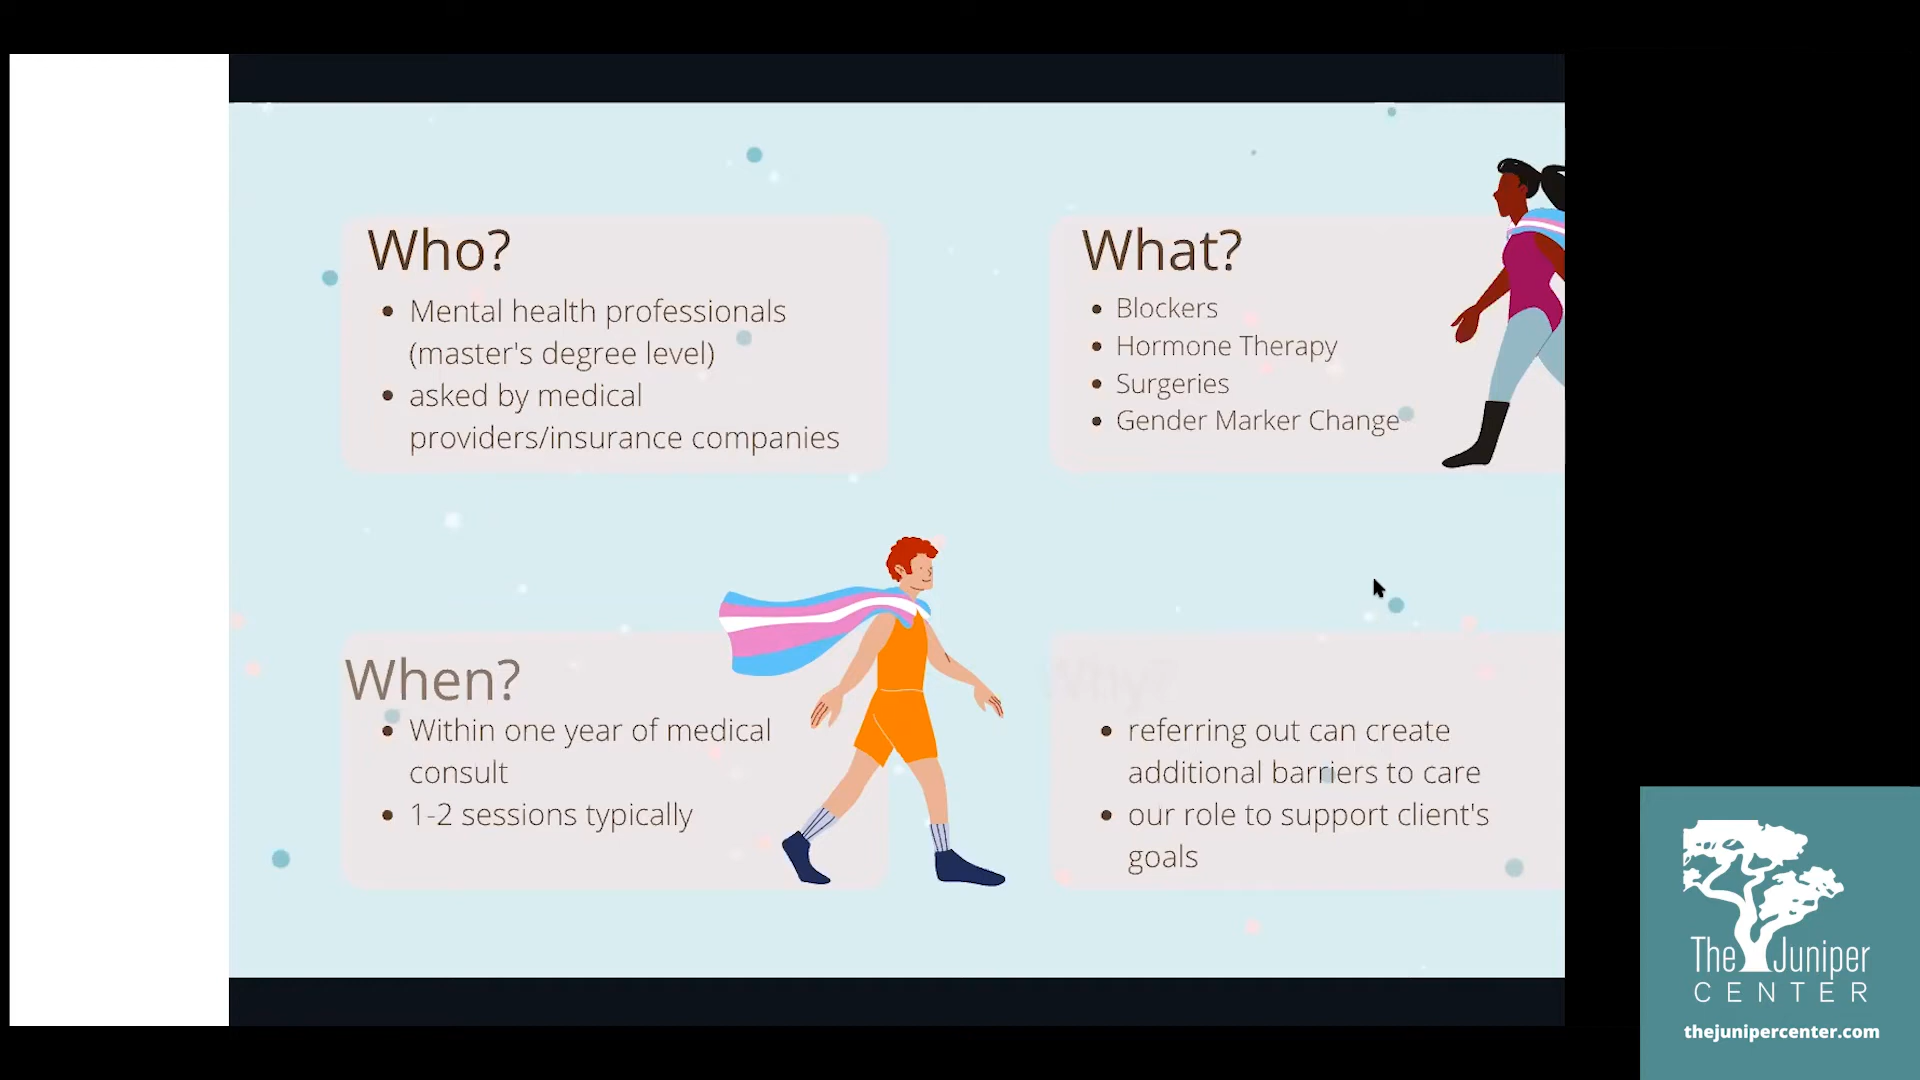 Who?
Mental health professionals
(master's degree level)
asked by medical
providers/insurance companies
What?
Blockers
Hormone Therapy
Surgeries
Gender Marker Change
When?
Within one year of medical
consult
1-2 sessions typically
Why?
referring out can create
additional barriers to care
our role to support client's
goals
The Juniper
CENTER
thejunipercenter.com